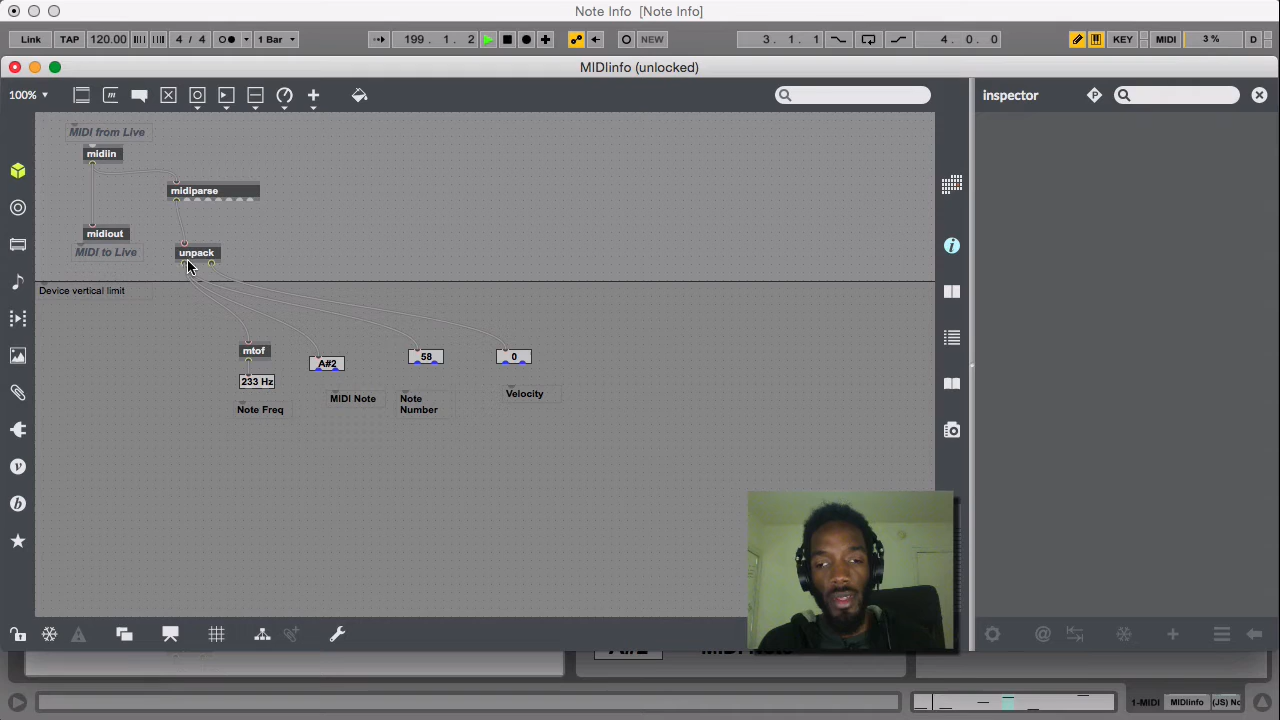 Note Info [Note Info]
Link TAP 120.00 4 / 4 1 Bar 199 . 1 . 2 NEW 3 . 1 . 1 4 . 0 . 0 KEY MIDI 3 % D
MIDIinfo (unlocked)
100% inspector
MIDI from Live
midiin
midiparse
midiout
MIDI to Live
unpack
Device vertical limit
mtof
A#2
58
0
233 Hz
Note Freq
MIDI Note
Note
Number
Velocity
1-MIDI MIDIinfo